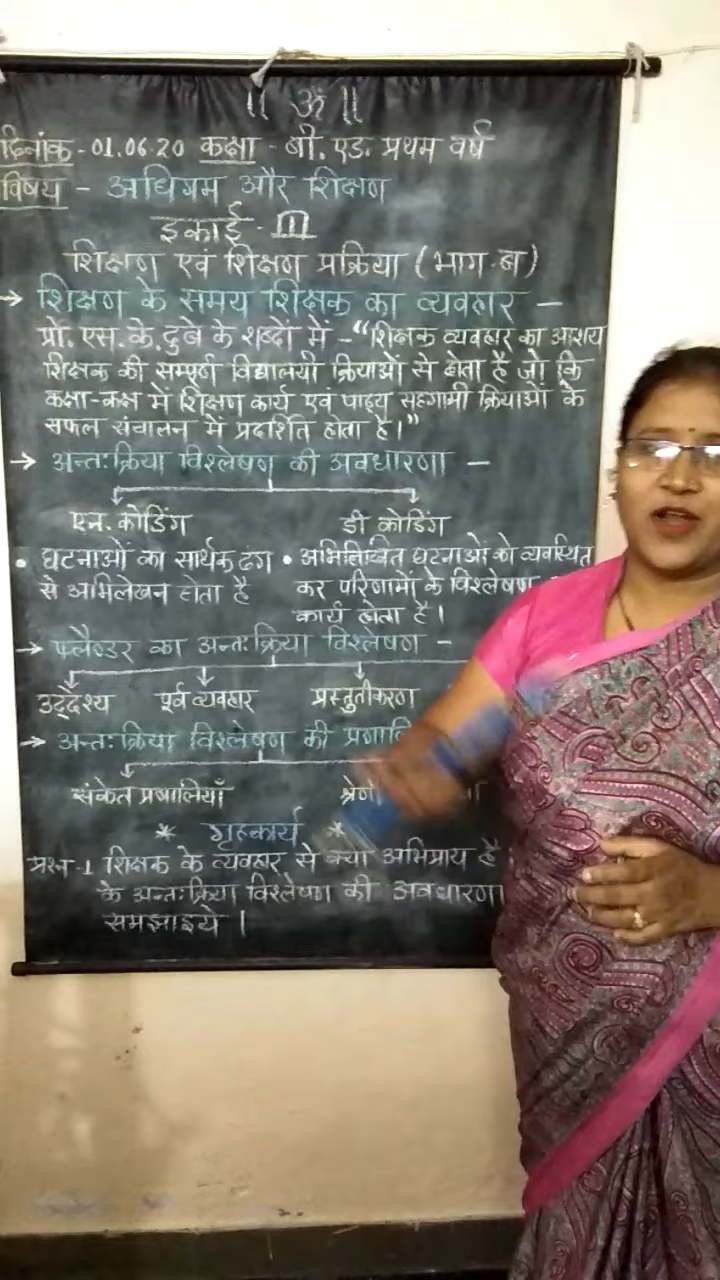 || ॐ ||
दिनांक - 01.06.20 कक्षा - बी. एड. प्रथम वर्ष
विषय - अधिगम और शिक्षण
इकाई - III
शिक्षण एवं शिक्षण प्रक्रिया (भाग-ब)
→ शिक्षण के समय शिक्षक का व्यवहार -
प्रो. एस. के. दुबे के शब्दों में - "शिक्षक व्यवहार का आशय
शिक्षक की सम्पूर्ण विद्यालयी क्रियाओं से होता है जो कि
कक्षा-कक्ष में शिक्षण कार्य एवं पाठ्य सहगामी क्रियाओं के
सफल संचालन में प्रदर्शित होता है।"
→ अन्तःक्रिया विश्लेषण की अवधारणा -
एन. कोडिंग डी कोडिंग
• घटनाओं का सार्थक ढंग • अभिलिखित घटनाओं को व्यवस्थित
से अभिलेखन होता है कर परिणामों के विश्लेषण
कार्य होता है।
→ फ्लैण्डर का अन्तःक्रिया विश्लेषण -
उद्देश्य पूर्व व्यवहार प्रस्तुतीकरण
→ अन्तःक्रिया विश्लेषण की
संकेत प्रणालियाँ
* गृहकार्य *
प्रश्न-1 शिक्षक के व्यवहार से क्या अभिप्राय है
के अन्तःक्रिया विश्लेषण की अवधारणा
समझाइये।